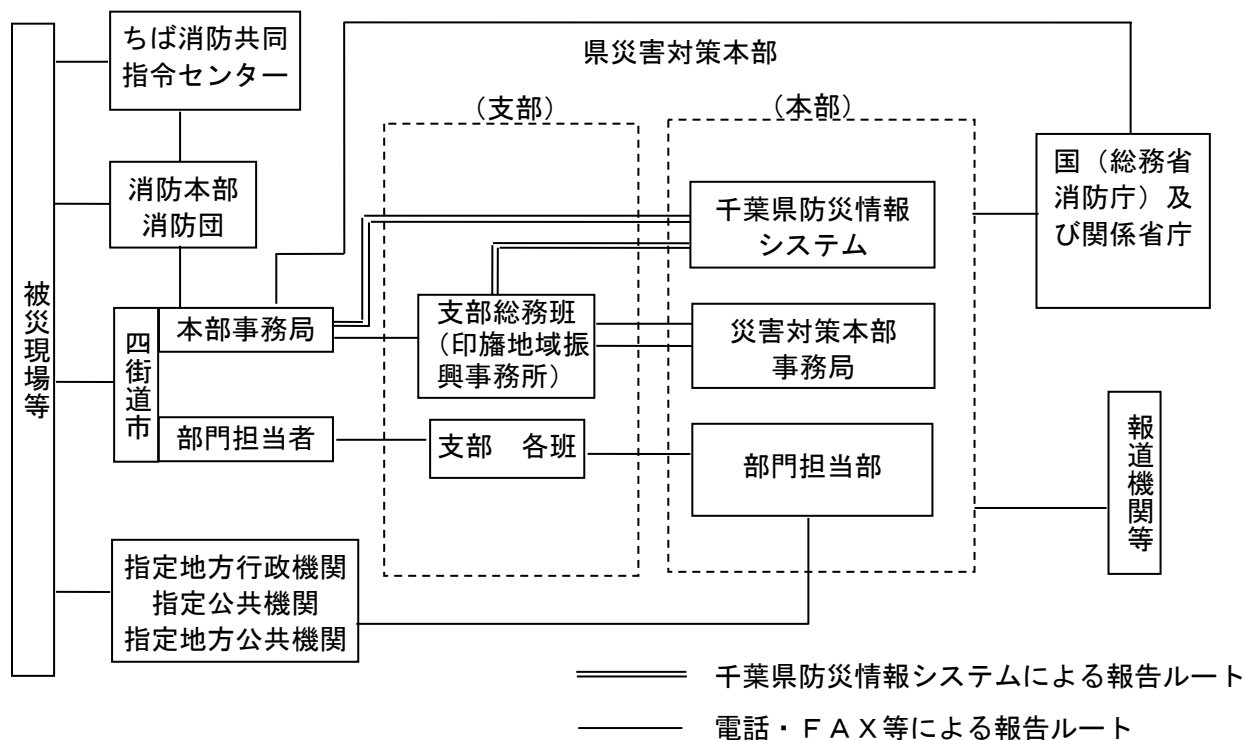 ちば消防共同
指令センター
県災害対策本部
（支部）
（本部）
国（総務省
消防庁）及
び関係省庁
消防本部
消防団
千葉県防災情報
システム
被災現場等
四街道市
本部事務局
支部総務班
（印旛地域振
興事務所）
災害対策本部
事務局
部門担当者
支部　各班
部門担当部
報道機関等
指定地方行政機関
指定公共機関
指定地方公共機関
千葉県防災情報システムによる報告ルート
電話・ＦＡＸ等による報告ルート